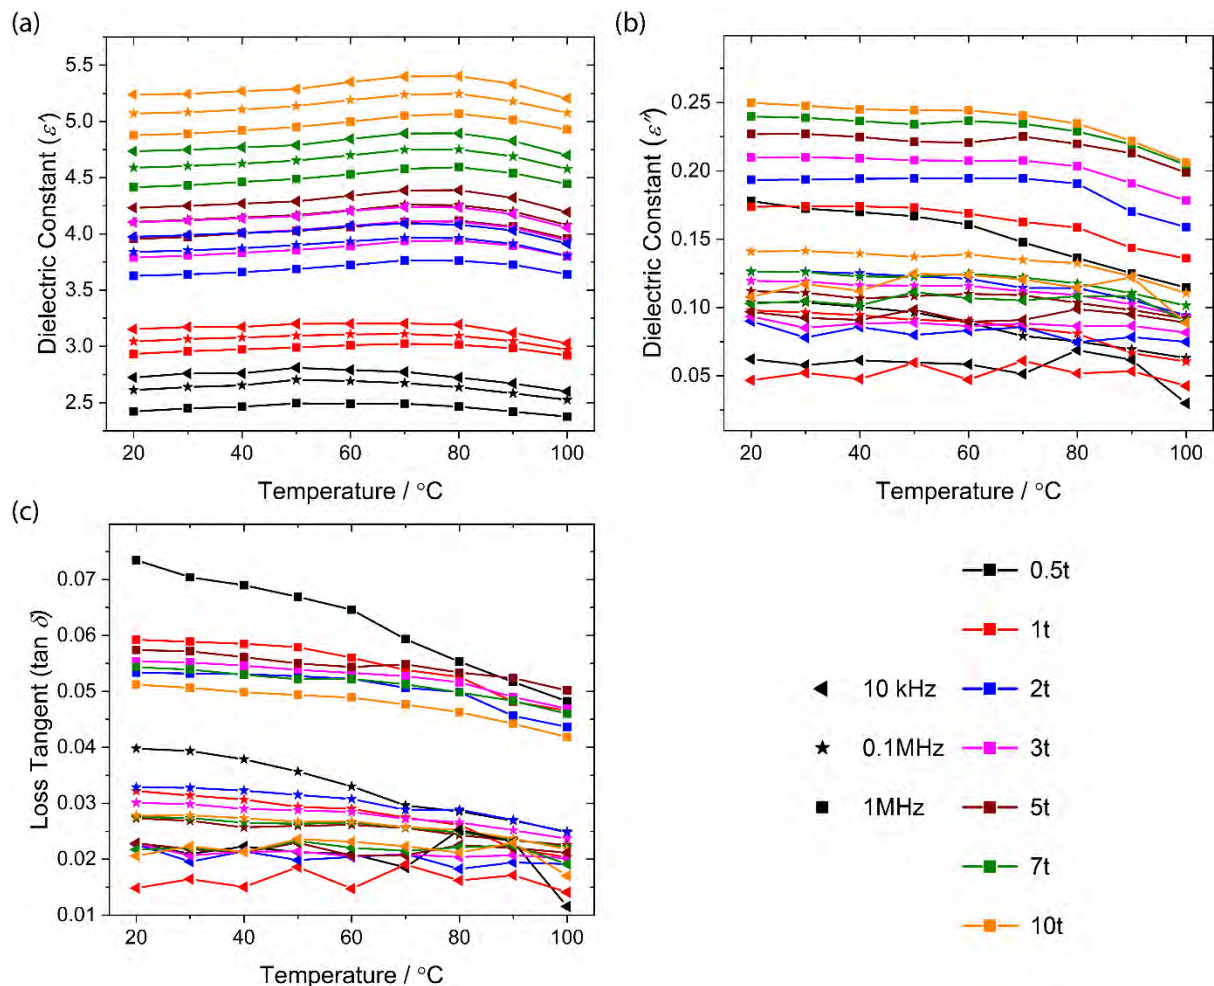 (a)
Dielectric Constant (ε′)
5.5
5.0
4.5
4.0
3.5
3.0
2.5
20 40 60 80 100
Temperature / °C
(b)
Dielectric Constant (ε″)
0.25
0.20
0.15
0.10
0.05
20 40 60 80 100
Temperature / °C
(c)
Loss Tangent (tan δ)
0.07
0.06
0.05
0.04
0.03
0.02
0.01
20 40 60 80 100
Temperature / °C
10 kHz
0.1MHz
1MHz
0.5t
1t
2t
3t
5t
7t
10t